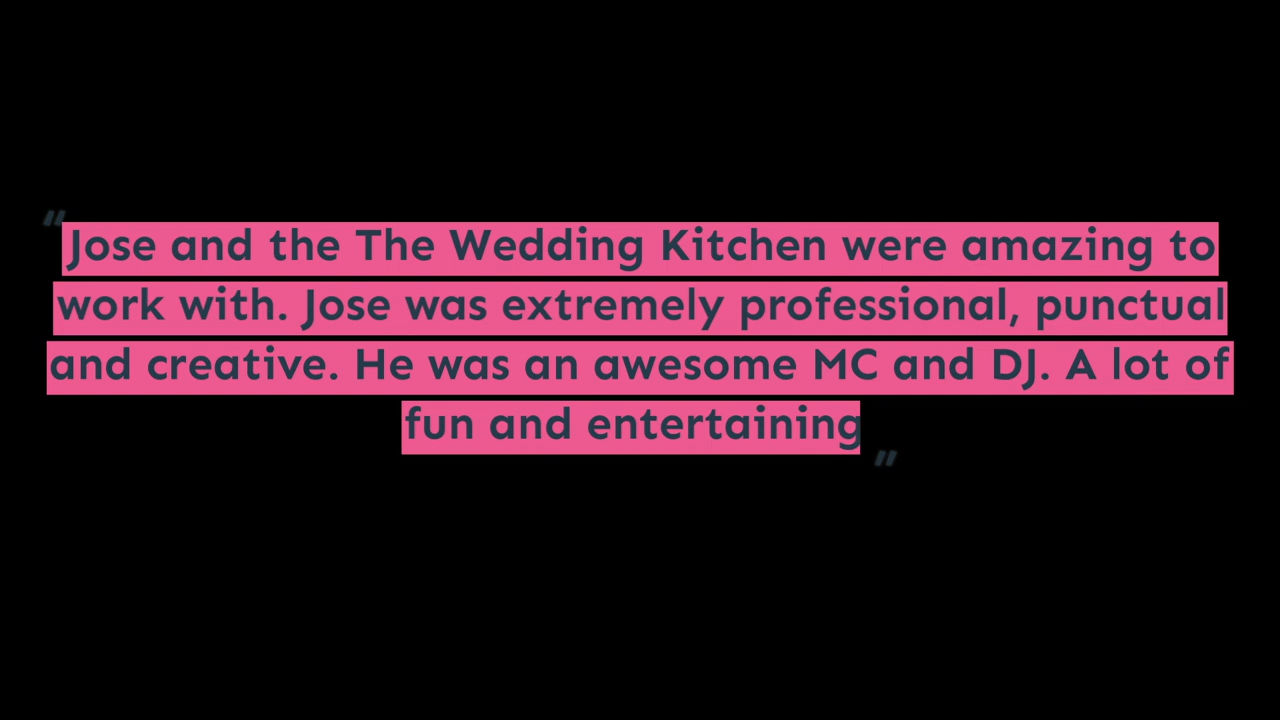 "Jose and the The Wedding Kitchen were amazing to
work with. Jose was extremely professional, punctual
and creative. He was an awesome MC and DJ. A lot of
fun and entertaining"